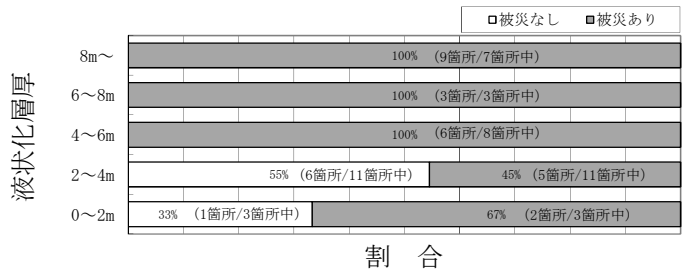 □被災なし ■被災あり
8m～ 100% (9箇所/7箇所中)
6～8m 100% (3箇所/3箇所中)
4～6m 100% (6箇所/8箇所中)
2～4m 55% (6箇所/11箇所中) 45% (5箇所/11箇所中)
0～2m 33% (1箇所/3箇所中) 67% (2箇所/3箇所中)
液状化層厚
割 合